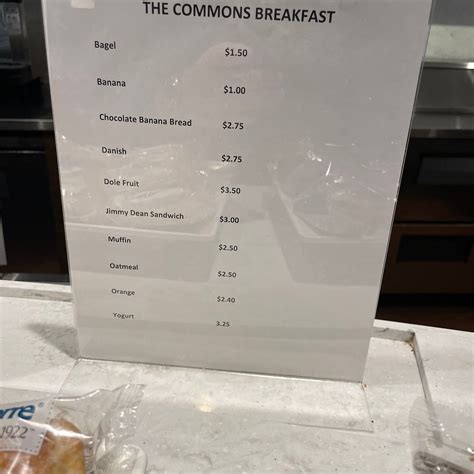 THE COMMONS BREAKFAST
Bagel $1.50
Banana $1.00
Chocolate Banana Bread $2.75
Danish $2.75
Dole Fruit $3.50
Jimmy Dean Sandwich $3.00
Muffin $2.50
Oatmeal $2.50
Orange $2.40
Yogurt 3.25
1922